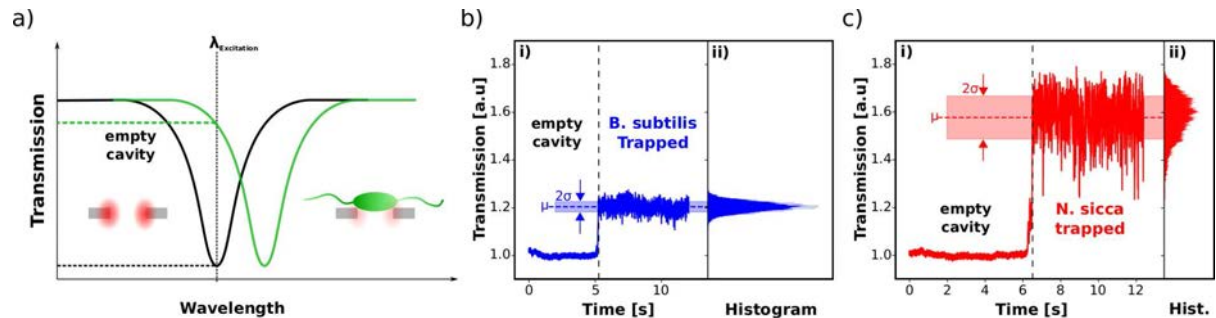 a)
λExcitation
Transmission
empty
cavity
Wavelength
b)
i)
ii)
Transmission [a.u]
1.8
1.6
1.4
1.2
1.0
empty
cavity
B. subtilis
Trapped
2σ
μ
0
5
10
Time [s]
Histogram
c)
i)
ii)
Transmission [a.u]
1.8
1.6
1.4
1.2
1.0
2σ
μ
empty
cavity
N. sicca
trapped
0
2
4
6
8
10
12
Time [s]
Hist.